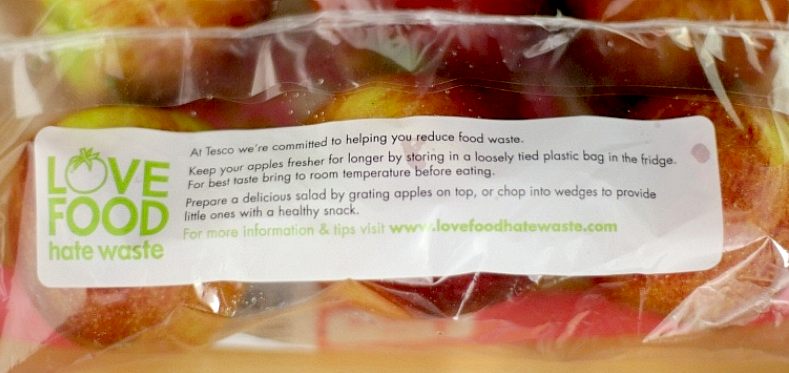 LOVE
FOOD
hate waste
At Tesco we're committed to helping you reduce food waste.
Keep your apples fresher for longer by storing in a loosely tied plastic bag in the fridge.
For best taste bring to room temperature before eating.
Prepare a delicious salad by grating apples on top, or chop into wedges to provide
little ones with a healthy snack.
For more information & tips visit www.lovefoodhatewaste.com